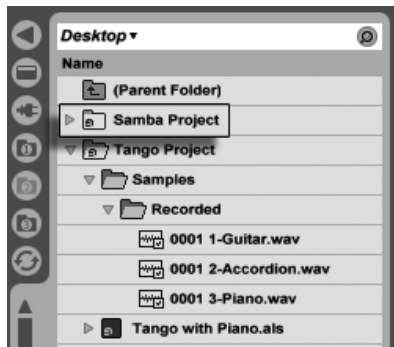 Desktop
Name
(Parent Folder)
Samba Project
Tango Project
Samples
Recorded
0001 1-Guitar.wav
0001 2-Accordion.wav
0001 3-Piano.wav
Tango with Piano.als